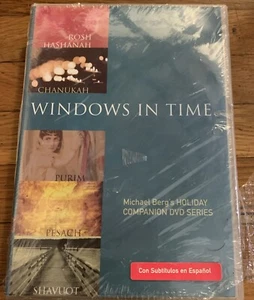 ROSH
HASHANAH
CHANUKAH
WINDOWS IN TIME
PURIM
Michael Berg's HOLIDAY
COMPANION DVD SERIES
PESACH
Con Subtitulos en Español
SHAVUOT